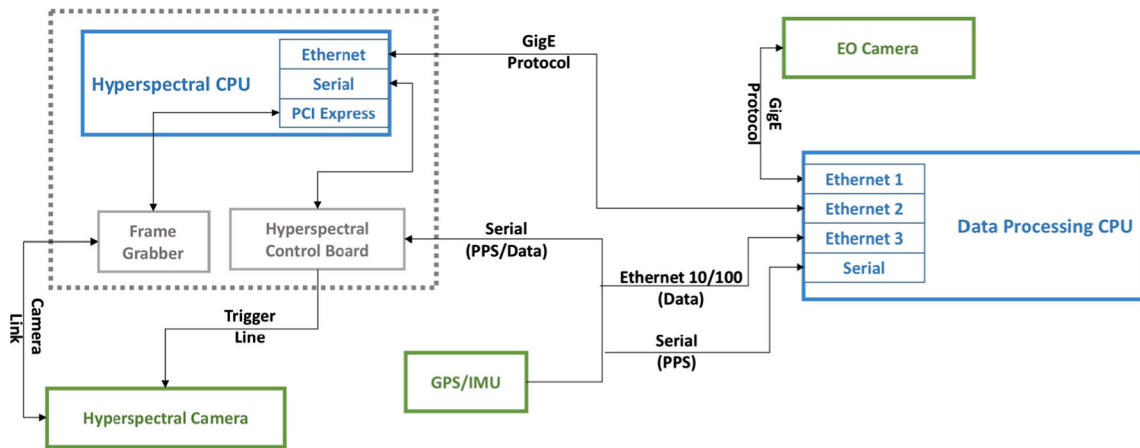 Hyperspectral CPU
Ethernet
Serial
PCI Express
GigE
Protocol
EO Camera
GigE
Protocol
Frame
Grabber
Hyperspectral
Control Board
Serial
(PPS/Data)
Ethernet 1
Ethernet 2
Ethernet 3
Serial
Data Processing CPU
Ethernet 10/100
(Data)
Camera
Link
Trigger
Line
Serial
(PPS)
GPS/IMU
Hyperspectral Camera